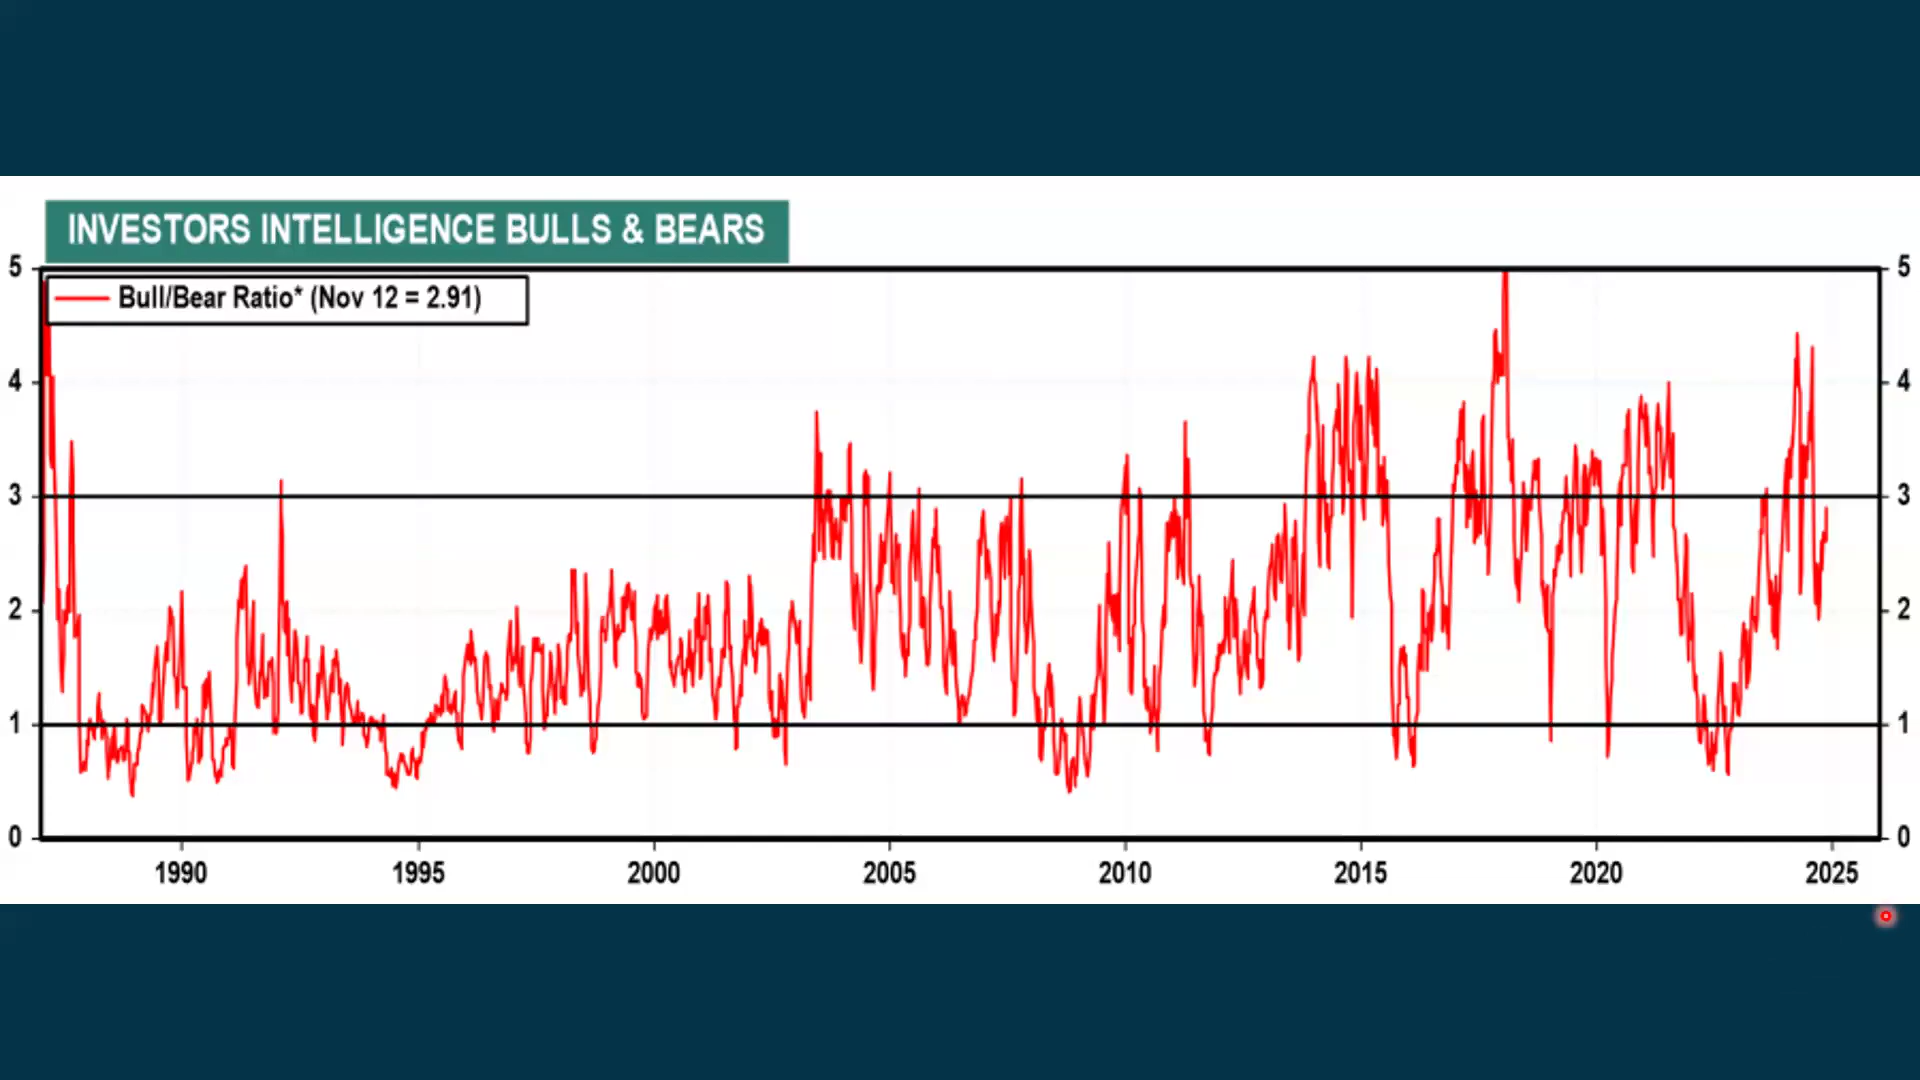 INVESTORS INTELLIGENCE BULLS & BEARS
5 5
Bull/Bear Ratio* (Nov 12 = 2.91)
4 4
3 3
2 2
1 1
0 0
1990 1995 2000 2005 2010 2015 2020 2025